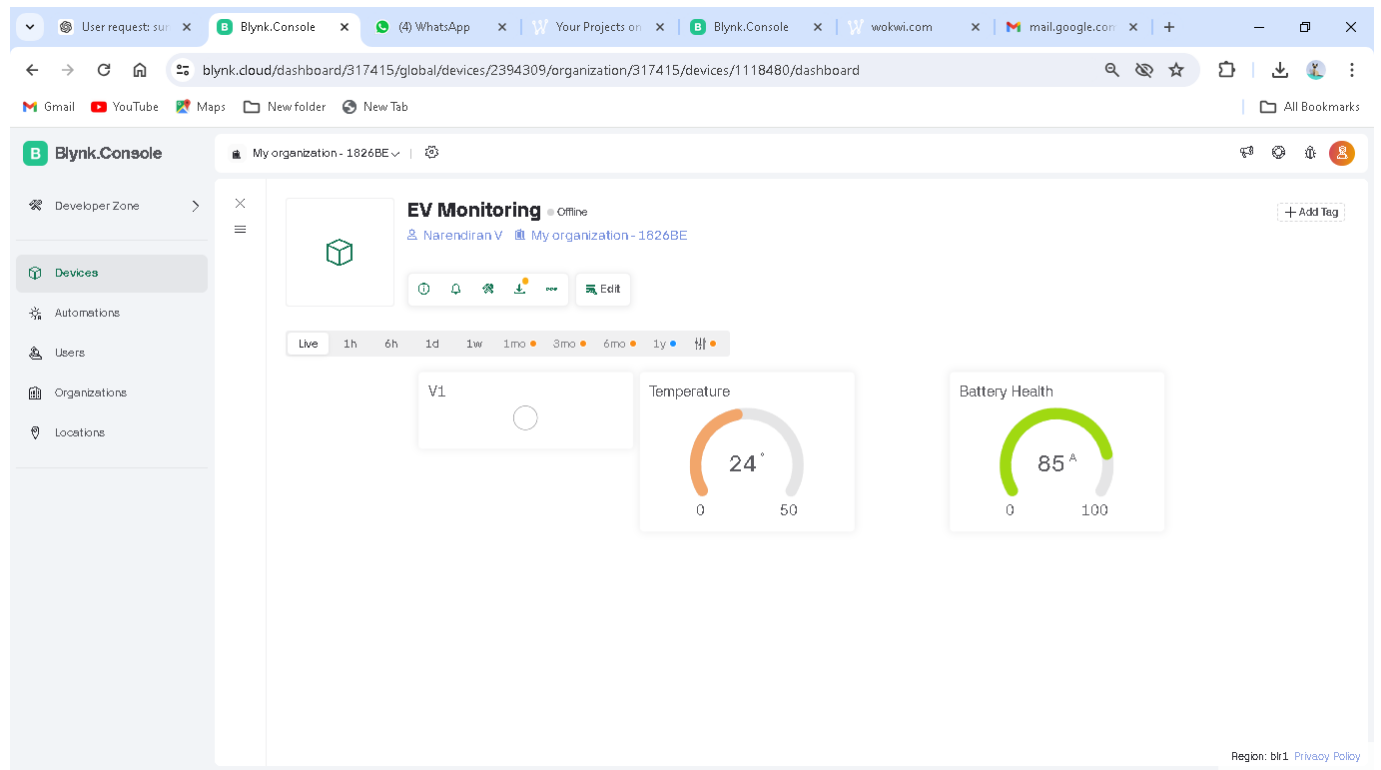 User request: sur
Blynk.Console
(4) WhatsApp
Your Projects on
Blynk.Console
wokwi.com
mail.google.com
blynk.cloud/dashboard/317415/global/devices/2394309/organization/317415/devices/1118480/dashboard
Gmail YouTube Maps New folder New Tab All Bookmarks
B Blynk.Console
My organization - 1826BE
Developer Zone
Devices
Automations
Users
Organizations
Locations
EV Monitoring Offline
+ Add Tag
Narendiran V My organization - 1826BE
Edit
Live 1h 6h 1d 1w 1mo 3mo 6mo 1y
V1
Temperature
24°
0 50
Battery Health
85 A
0 100
Region: blr1 Privacy Policy